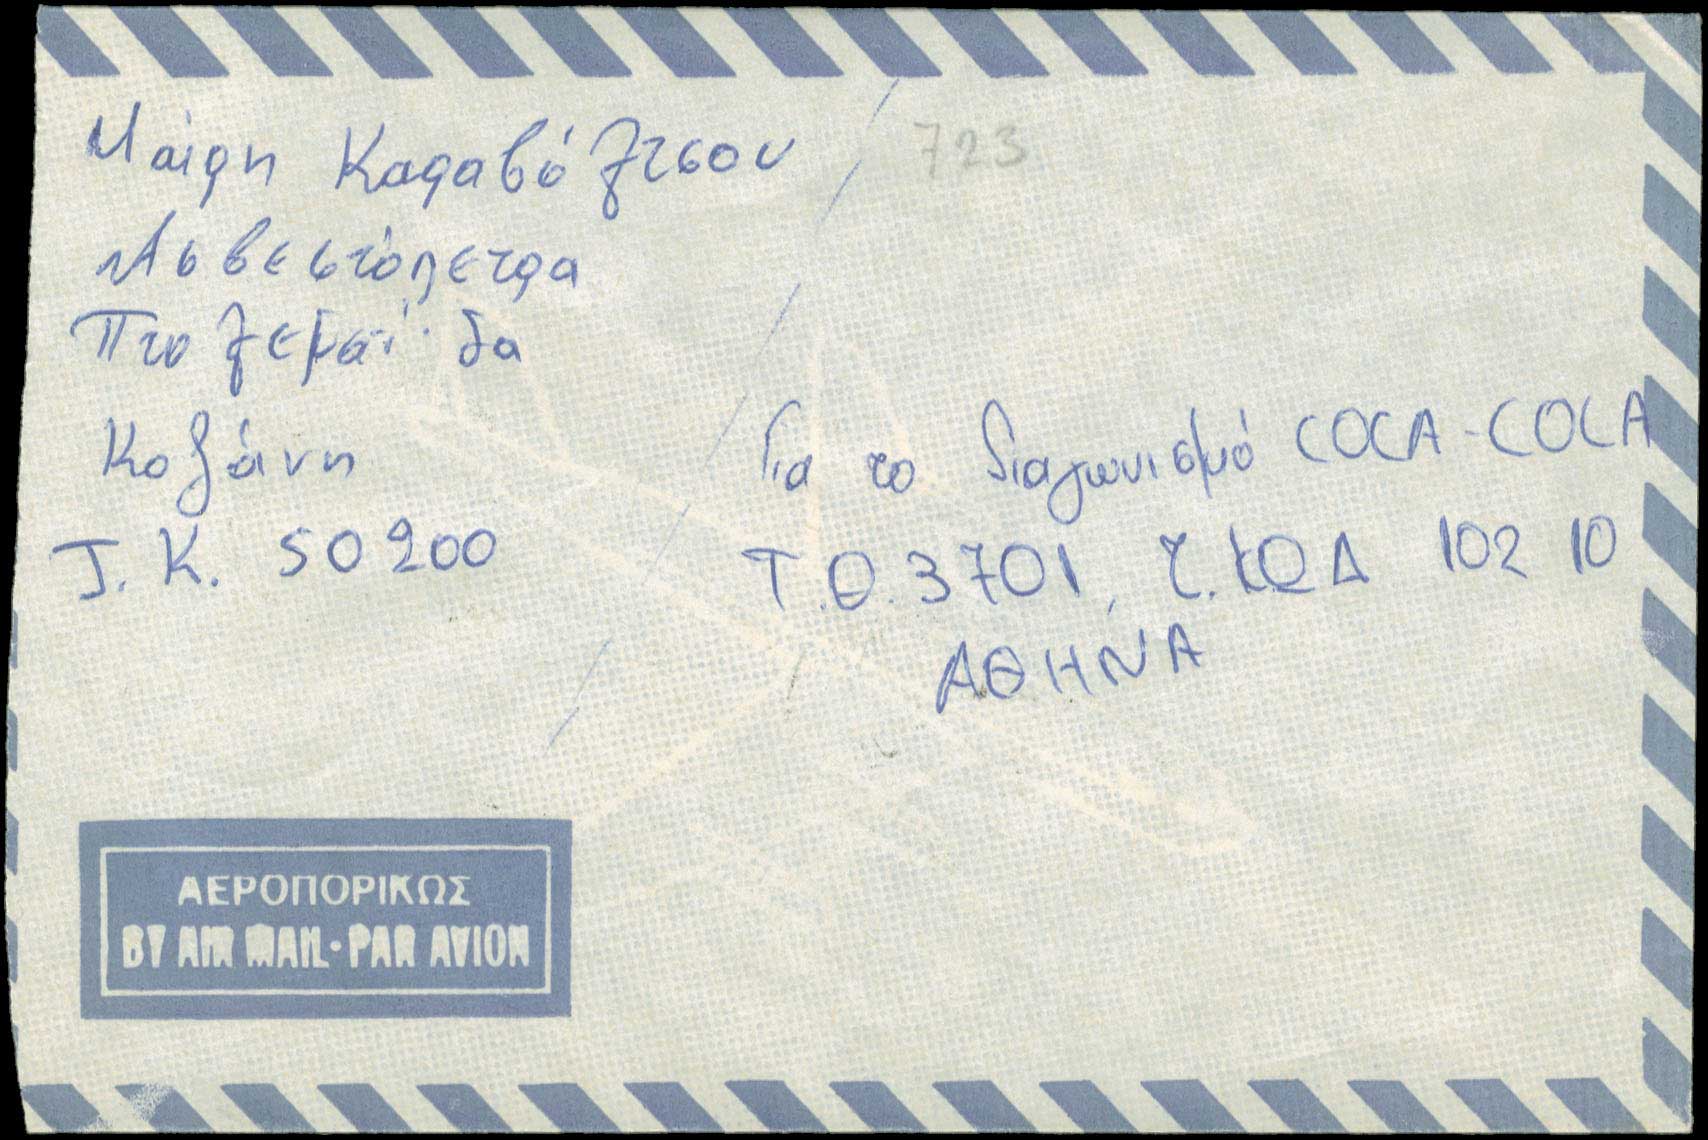 Μαίρη Καραβόλτσου
723
Ασβεστόπετρα
Πτολεμαΐδα
Κοζάνη
Τ.Κ. 50200
Για το διαγωνισμό COCA-COLA
Τ.Θ. 3701, Τ.ΚΩΔ 102 10
ΑΘΗΝΑ
ΑΕΡΟΠΟΡΙΚΩΣ
BY AIR MAIL·PAR AVION